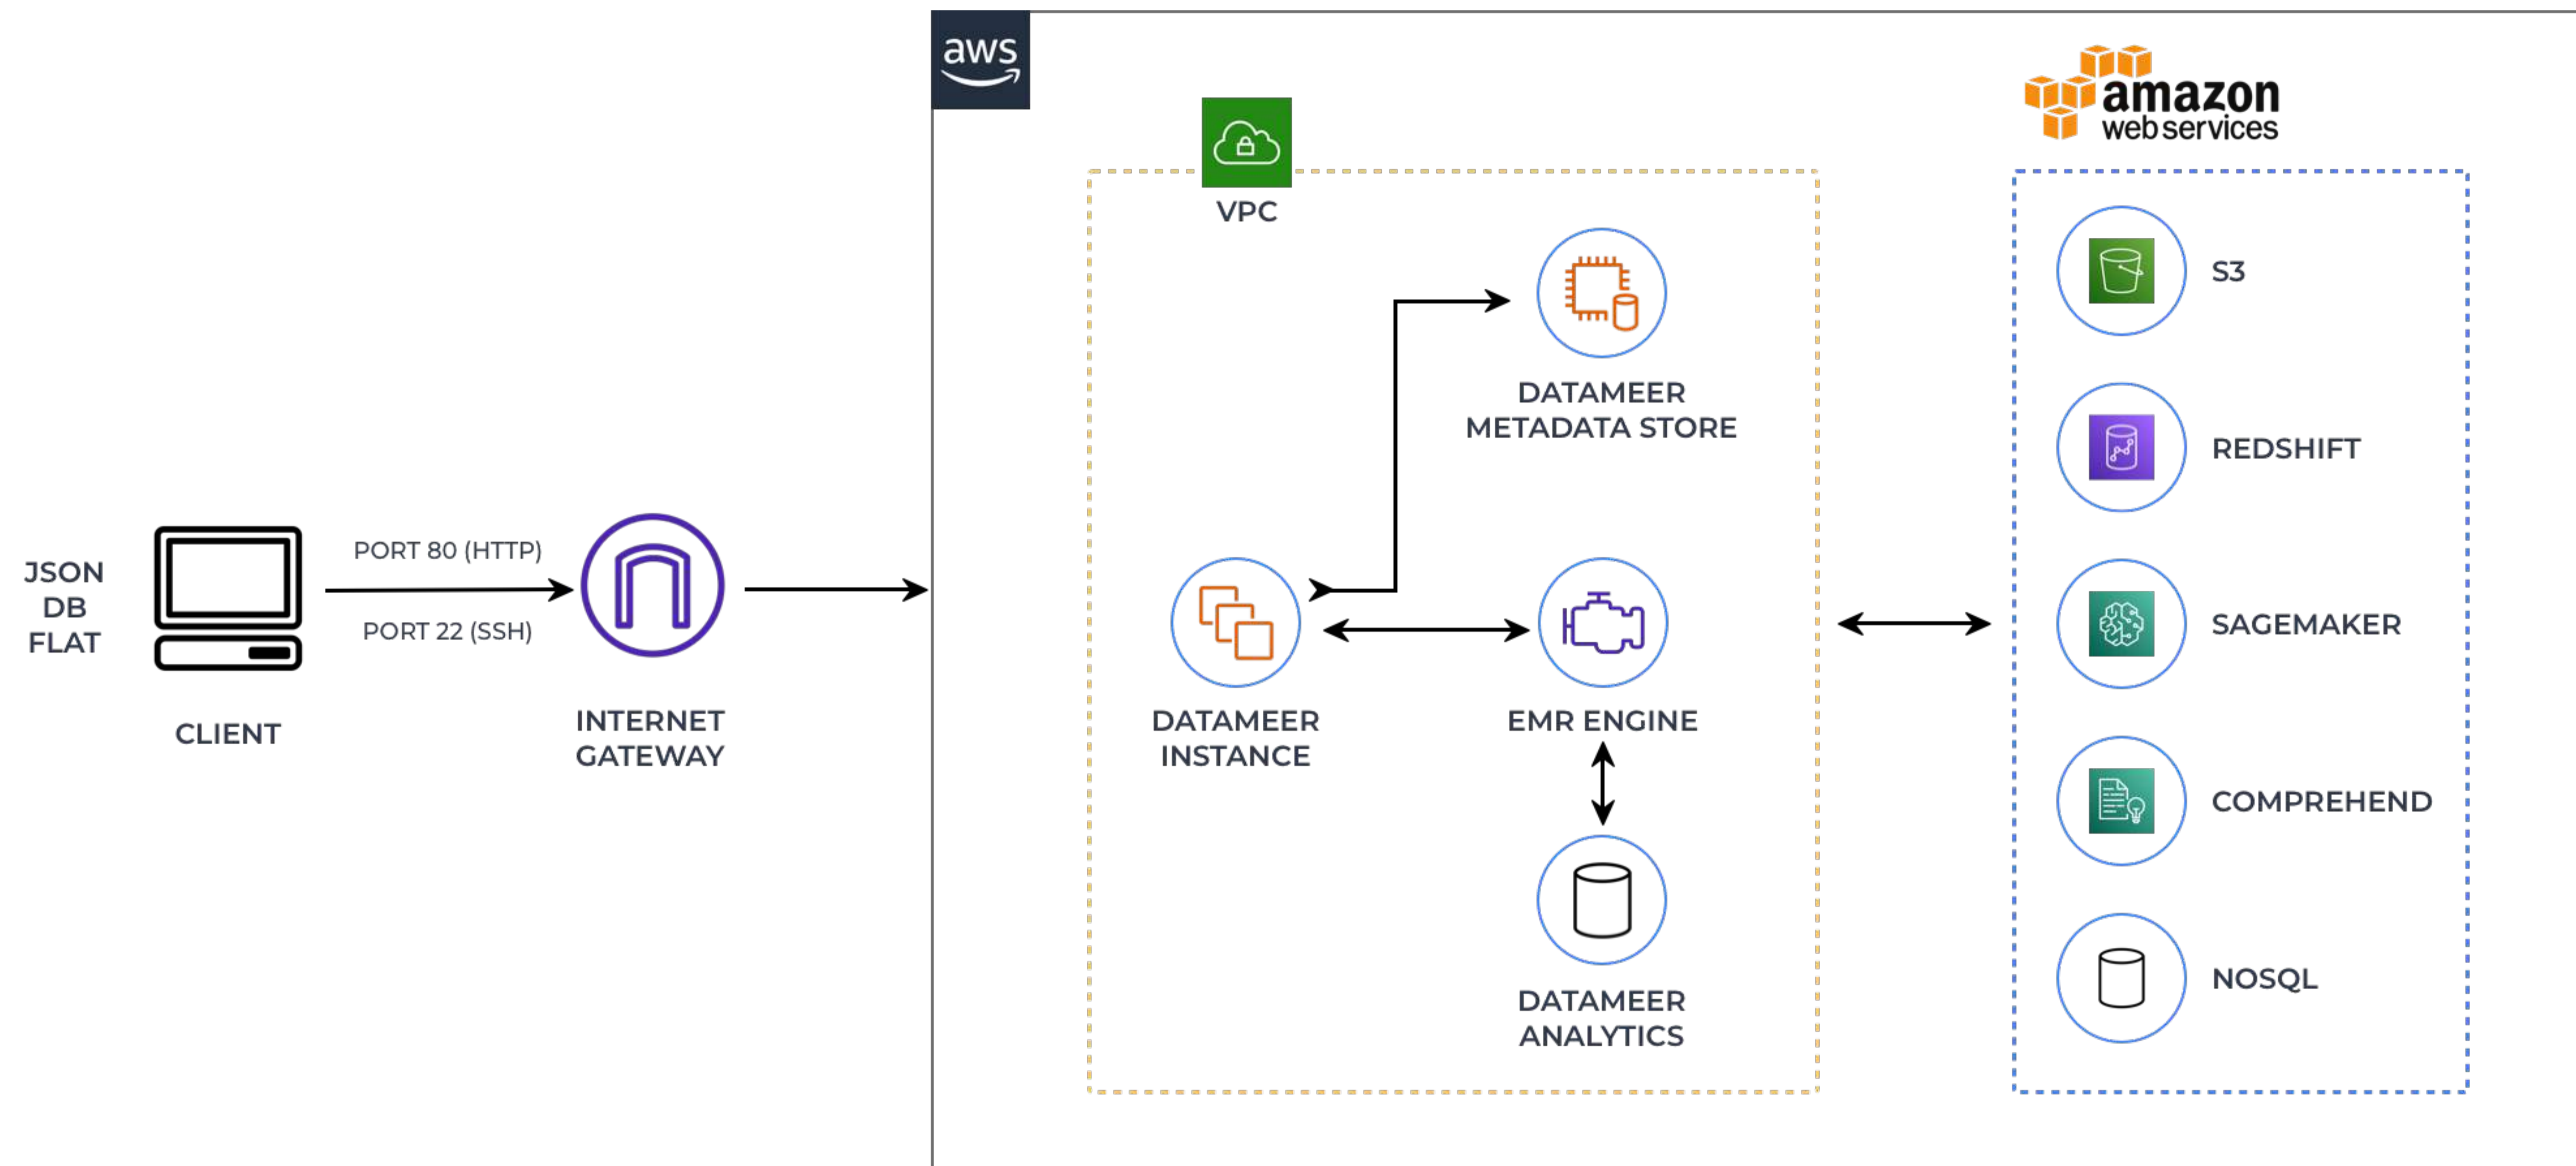 aws
amazon
web services
VPC
S3
DATAMEER
METADATA STORE
REDSHIFT
JSON
DB
FLAT
PORT 80 (HTTP)
PORT 22 (SSH)
CLIENT
INTERNET
GATEWAY
DATAMEER
INSTANCE
EMR ENGINE
SAGEMAKER
COMPREHEND
DATAMEER
ANALYTICS
NOSQL